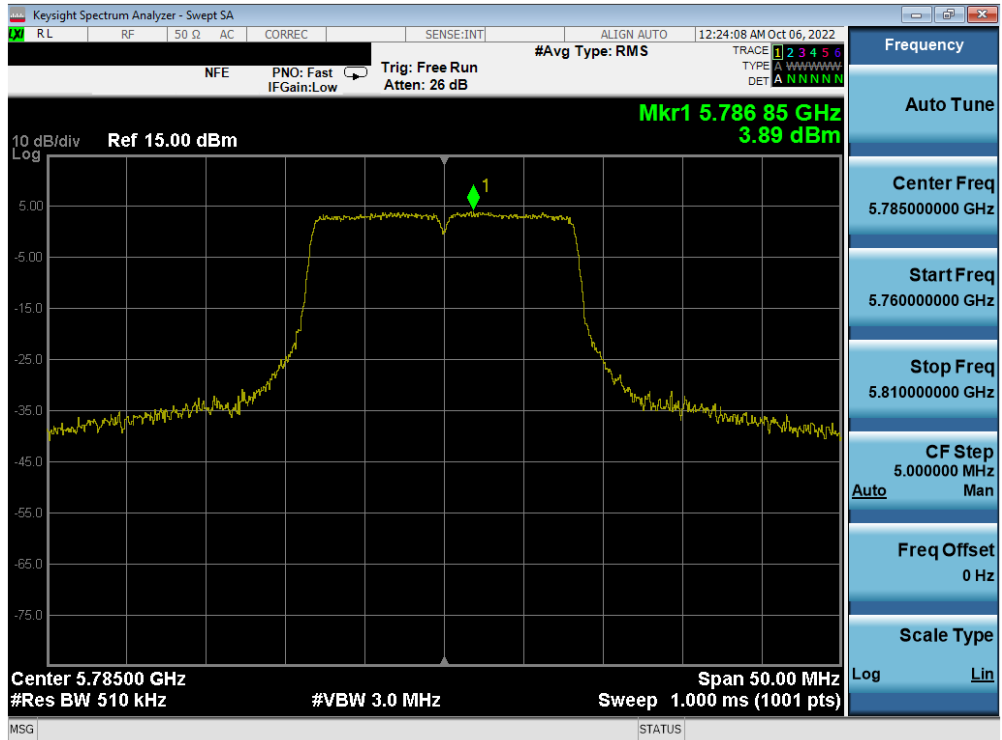 Keysight Spectrum Analyzer - Swept SA
LXI RL RF 50 Ω AC CORREC SENSE:INT ALIGN AUTO 12:24:08 AM Oct 06, 2022
NFE PNO: Fast Trig: Free Run #Avg Type: RMS TRACE 1 2 3 4 5 6
IFGain:Low Atten: 26 dB TYPE A WWWWW
DET A N N N N N
Mkr1 5.786 85 GHz
3.89 dBm
10 dB/div Ref 15.00 dBm
Log
1
5.00
-5.00
-15.0
-25.0
-35.0
-45.0
-55.0
-65.0
-75.0
Center 5.78500 GHz Span 50.00 MHz
#Res BW 510 kHz #VBW 3.0 MHz Sweep 1.000 ms (1001 pts)
MSG STATUS
Frequency
Auto Tune
Center Freq
5.785000000 GHz
Start Freq
5.760000000 GHz
Stop Freq
5.810000000 GHz
CF Step
5.000000 MHz
Auto Man
Freq Offset
0 Hz
Scale Type
Log Lin